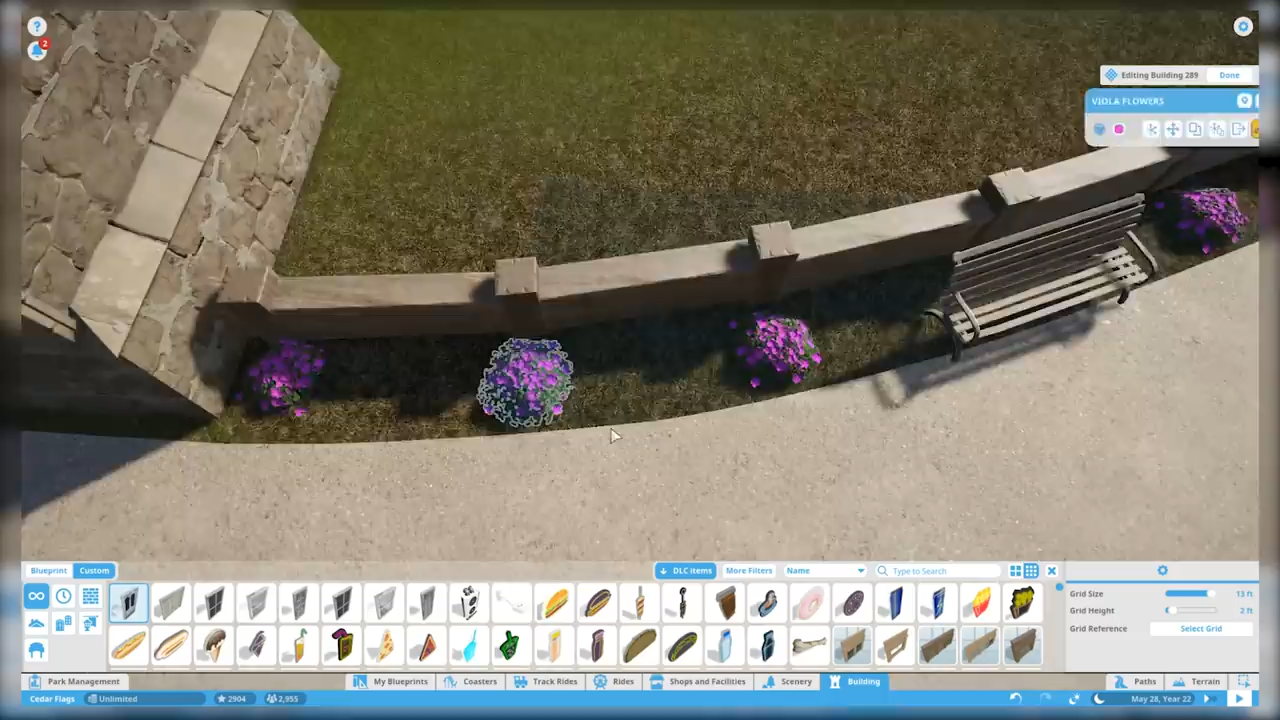 ?
2
Editing Building 289 Done
VIOLA FLOWERS
Blueprint Custom
DLC items More Filters Name Type to Search
Grid Size 13 ft
Grid Height 2 ft
Grid Reference Select Grid
Park Management My Blueprints Coasters Track Rides Rides Shops and Facilities Scenery Building Paths Terrain
Cedar Flags Unlimited 2904 2,955 May 28, Year 22